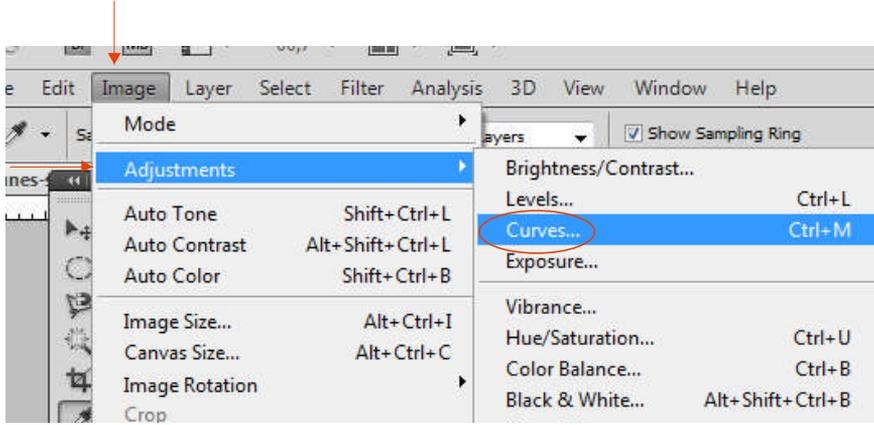 Edit Image Layer Select Filter Analysis 3D View Window Help
Mode
Show Sampling Ring
Adjustments
Brightness/Contrast...
Levels... Ctrl+L
Curves... Ctrl+M
Exposure...
Auto Tone Shift+Ctrl+L
Auto Contrast Alt+Shift+Ctrl+L
Auto Color Shift+Ctrl+B
Vibrance...
Hue/Saturation... Ctrl+U
Color Balance... Ctrl+B
Black & White... Alt+Shift+Ctrl+B
Image Size... Alt+Ctrl+I
Canvas Size... Alt+Ctrl+C
Image Rotation
Crop